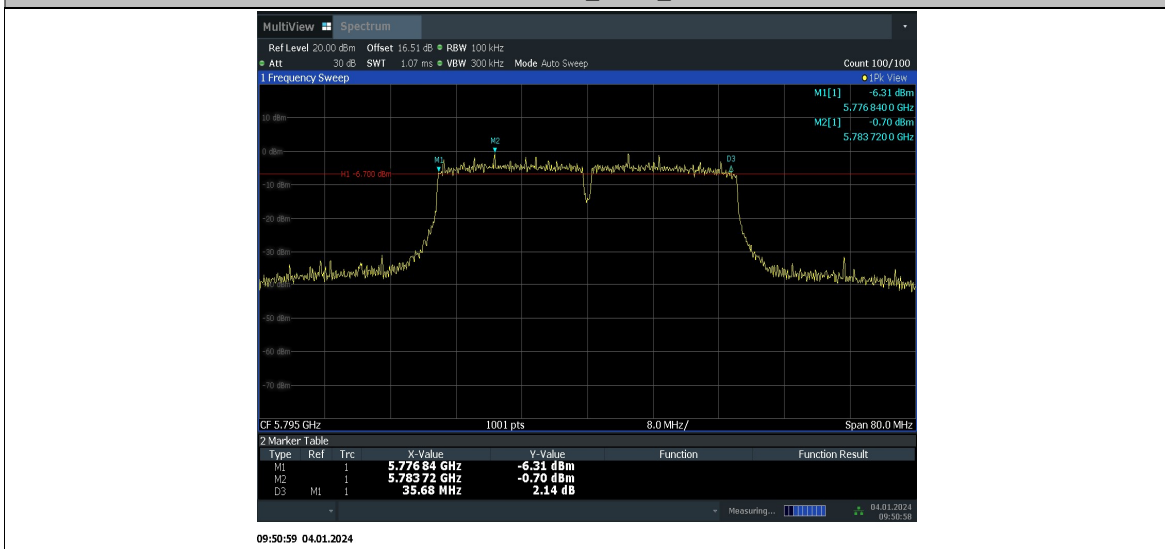 MultiView Spectrum
Ref Level 20.00 dBm Offset 16.51 dB RBW 100 kHz
Att 30 dB SWT 1.07 ms VBW 300 kHz Mode Auto Sweep Count 100/100
1 Frequency Sweep 1Pk View
M1[1] -6.31 dBm
5.776 840 0 GHz
10 dBm
M2[1] -0.70 dBm
5.783 720 0 GHz
M2
0 dBm
M1 D3
H1 -6.700 dBm
-10 dBm
-20 dBm
-30 dBm
-50 dBm
-60 dBm
-70 dBm
CF 5.795 GHz 1001 pts 8.0 MHz/ Span 80.0 MHz
2 Marker Table
Type Ref Trc X-Value Y-Value Function Function Result
M1 1 5.776 84 GHz -6.31 dBm
M2 1 5.783 72 GHz -0.70 dBm
D3 M1 1 35.68 MHz 2.14 dB
Measuring... 04.01.2024
09:50:58
09:50:59 04.01.2024